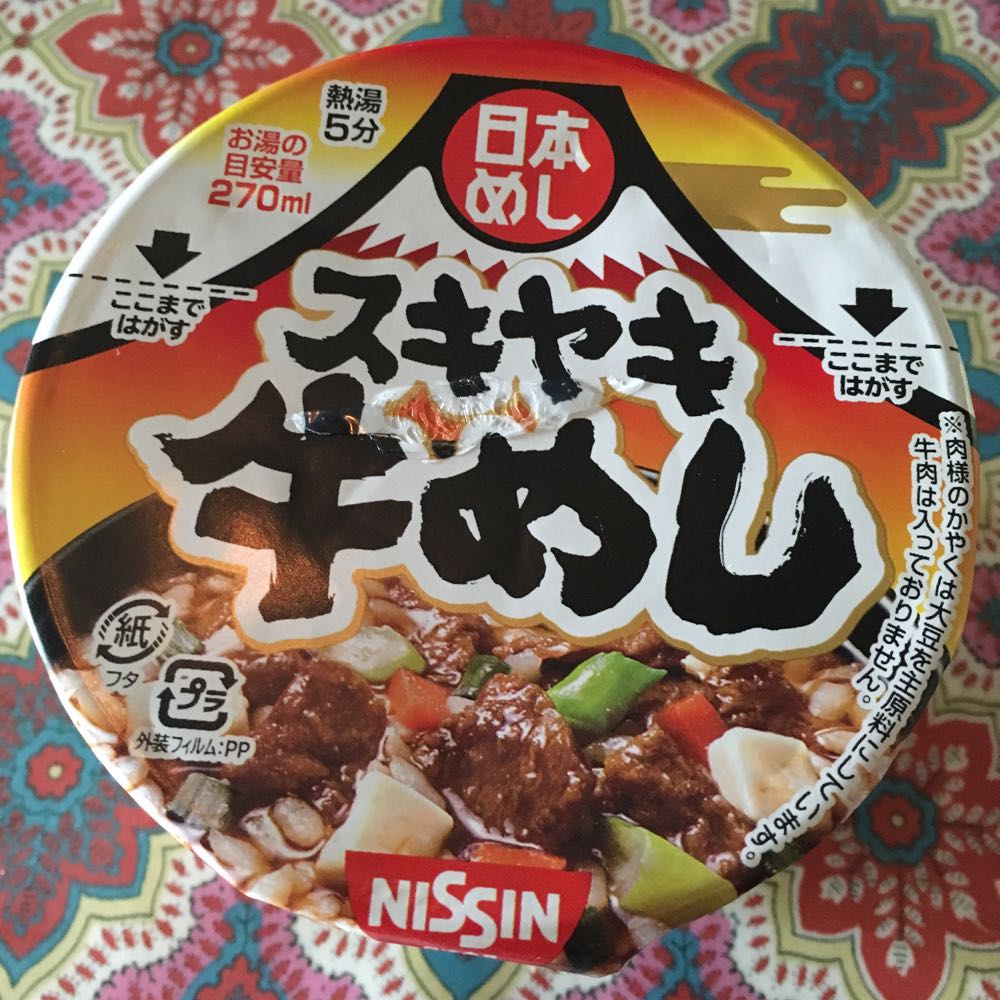 熱湯
5分
お湯の
目安量
270ml
日本
めし
ここまで
はがす
ここまで
はがす
スキヤキ
牛めし
※肉様のかやくは大豆を主原料にしています。
牛肉は入っておりません。
紙
フタ
プラ
外装フィルム:PP
NISSIN